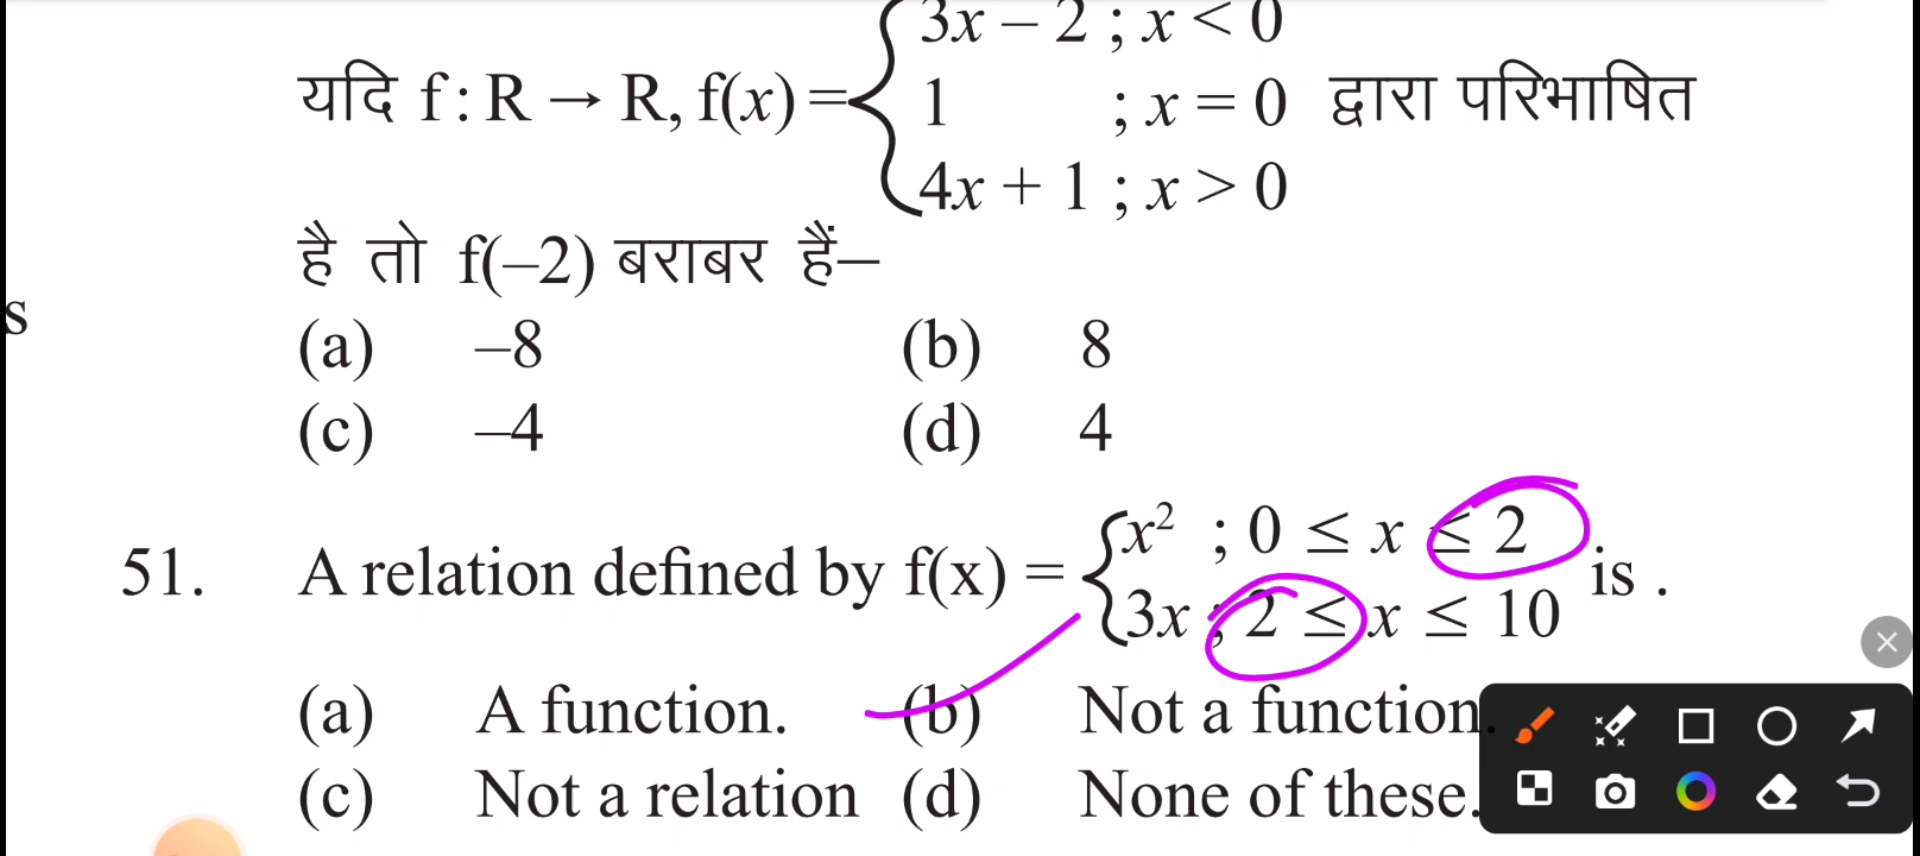 3x – 2 ; x < 0
यदि f : R → R, f(x) = { 1 ; x = 0 द्वारा परिभाषित
4x + 1 ; x > 0
है तो f(–2) बराबर हैं–
s
(a) –8 (b) 8
(c) –4 (d) 4
x² ; 0 ≤ x ≤ 2
51. A relation defined by f(x) = { is .
3x ; 2 ≤ x ≤ 10
(a) A function. (b) Not a function.
(c) Not a relation (d) None of these.